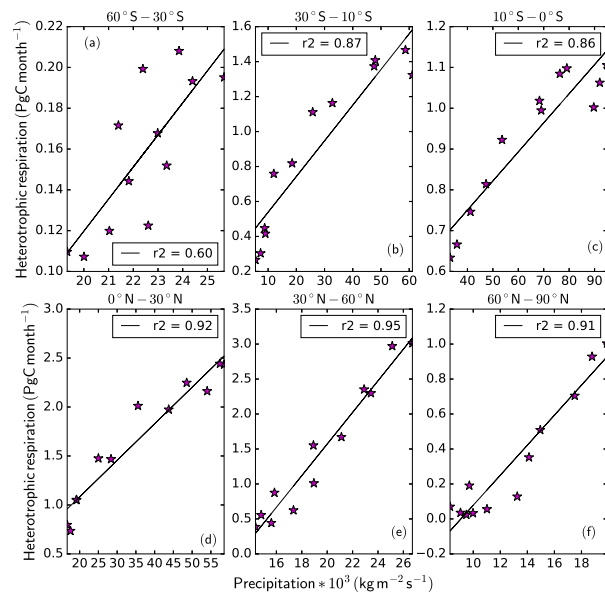 60°S−30°S
30°S−10°S
10°S−0°S
Heterotrophic respiration (PgC month⁻¹)
0.22
0.20
0.18
0.16
0.14
0.12
0.10
(a)
r2 = 0.60
20 21 22 23 24 25
1.6
1.4
1.2
1.0
0.8
0.6
0.4
0.2
r2 = 0.87
(b)
10 20 30 40 50 60
1.2
1.1
1.0
0.9
0.8
0.7
0.6
r2 = 0.86
(c)
40 50 60 70 80 90
0°N−30°N
30°N−60°N
60°N−90°N
Heterotrophic respiration (PgC month⁻¹)
3.0
2.5
2.0
1.5
1.0
0.5
r2 = 0.92
(d)
20 25 30 35 40 45 50 55
3.5
3.0
2.5
2.0
1.5
1.0
0.5
0.0
r2 = 0.95
(e)
16 18 20 22 24 26
1.2
1.0
0.8
0.6
0.4
0.2
0.0
−0.2
r2 = 0.91
(f)
10 12 14 16 18
Precipitation ∗ 10³ (kg m⁻² s⁻¹)